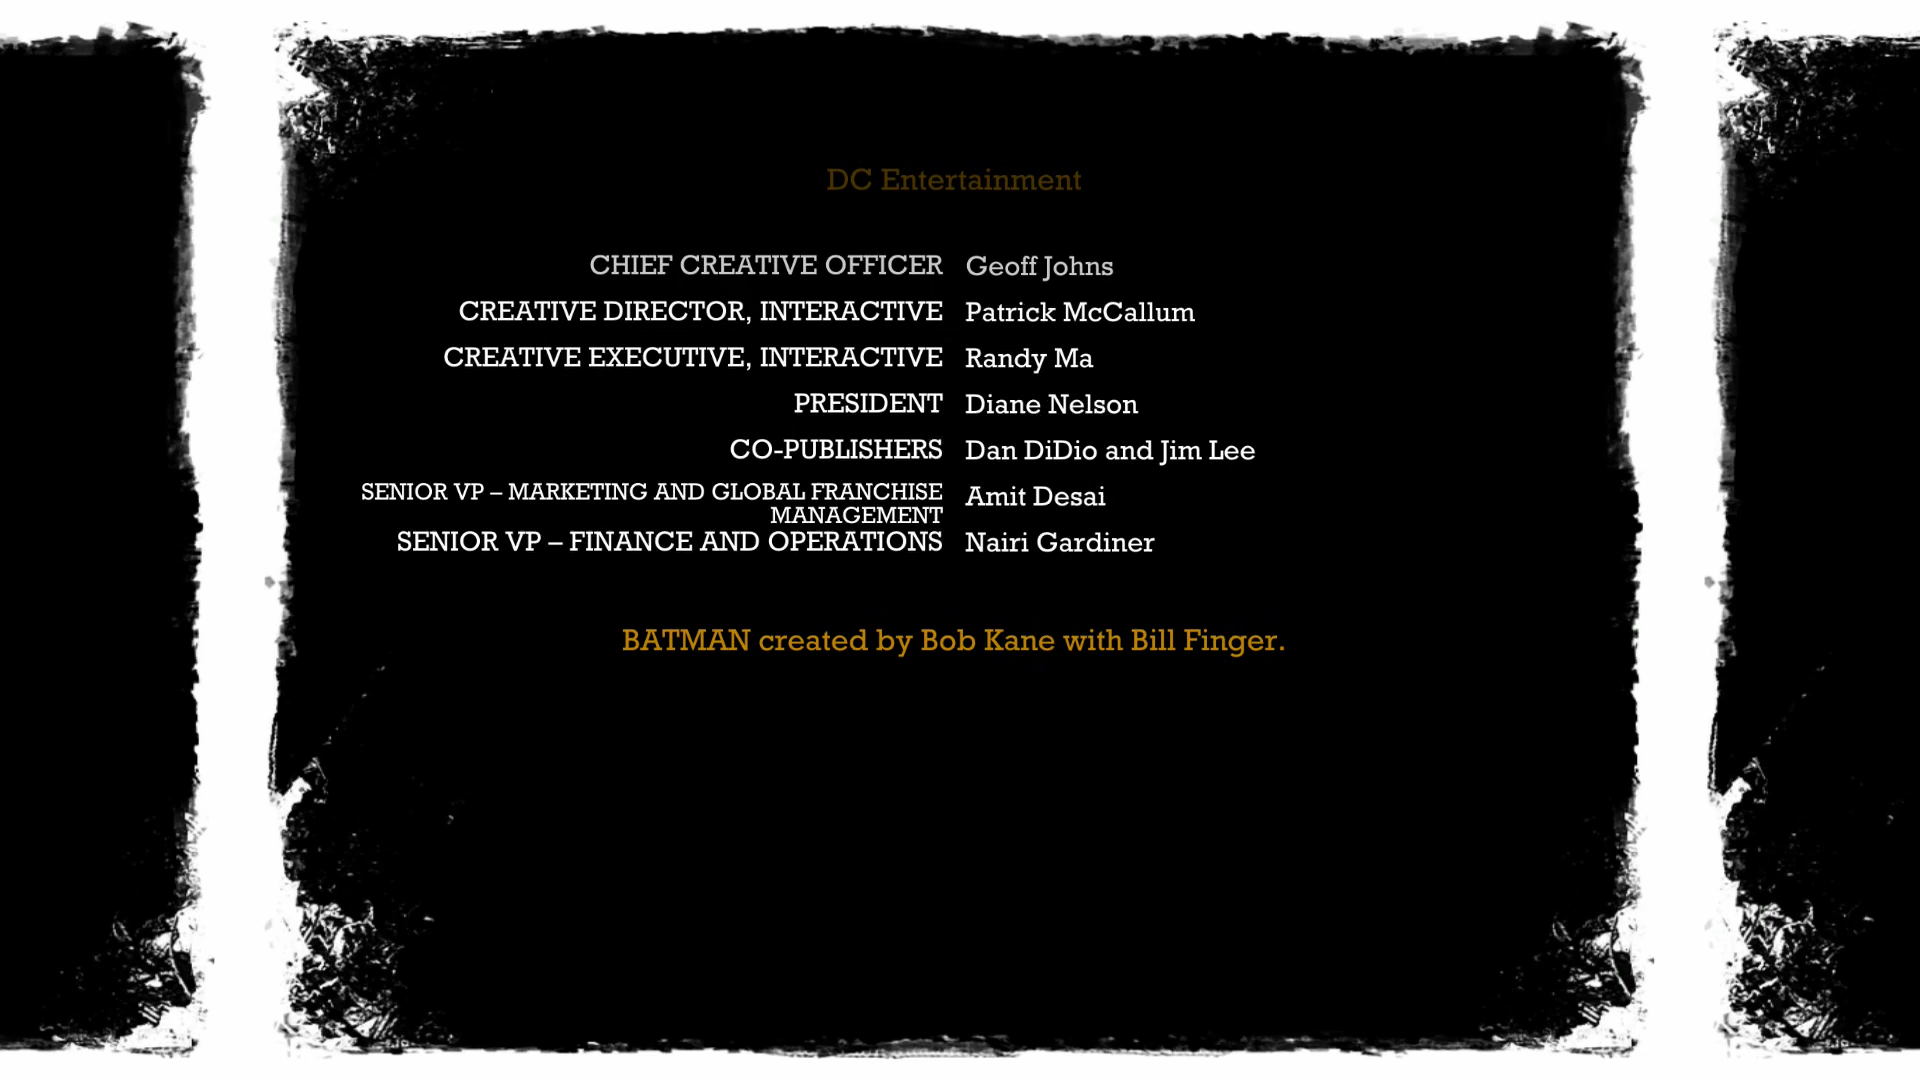 DC Entertainment
CHIEF CREATIVE OFFICER Geoff Johns
CREATIVE DIRECTOR, INTERACTIVE Patrick McCallum
CREATIVE EXECUTIVE, INTERACTIVE Randy Ma
PRESIDENT Diane Nelson
CO-PUBLISHERS Dan DiDio and Jim Lee
SENIOR VP – MARKETING AND GLOBAL FRANCHISE Amit Desai
MANAGEMENT
SENIOR VP – FINANCE AND OPERATIONS Nairi Gardiner
BATMAN created by Bob Kane with Bill Finger.